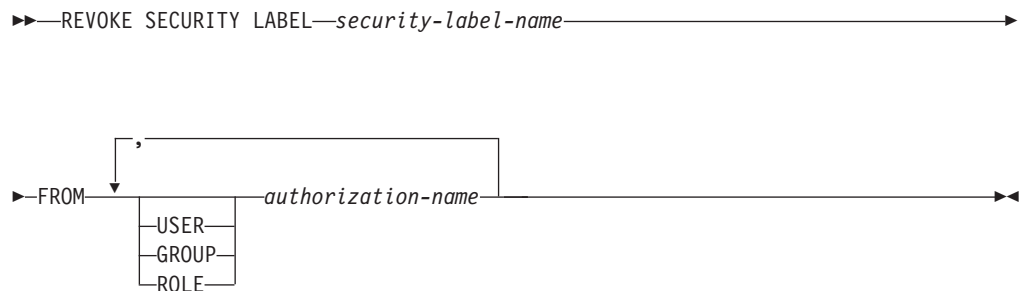 REVOKE SECURITY LABEL security-label-name
,
FROM authorization-name
USER
GROUP
ROLE